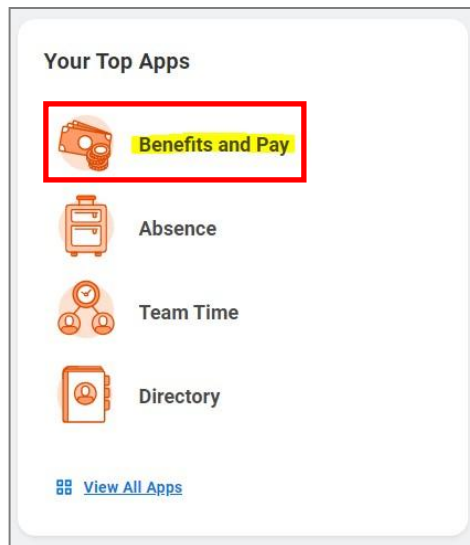 Your Top Apps
Benefits and Pay
Absence
Team Time
Directory
View All Apps